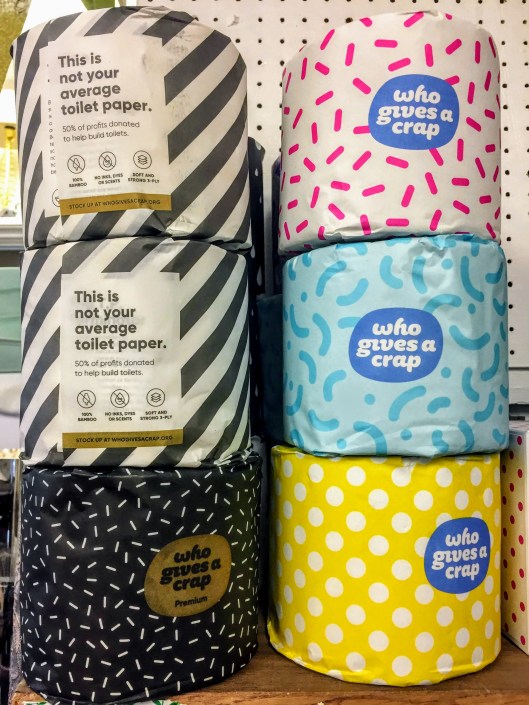 This is
not your
average
toilet paper.
50% of profits donated
to help build toilets.
100%
BAMBOO
NO INKS, DYES
OR SCENTS
SOFT AND
STRONG 3-PLY
STOCK UP AT WHOGIVESACRAP.ORG
This is
not your
average
toilet paper.
50% of profits donated
to help build toilets.
100%
BAMBOO
NO INKS, DYES
OR SCENTS
SOFT AND
STRONG 3-PLY
STOCK UP AT WHOGIVESACRAP.ORG
who
gives a
crap
Premium
who
gives a
crap
who
gives a
crap
who
gives a
crap